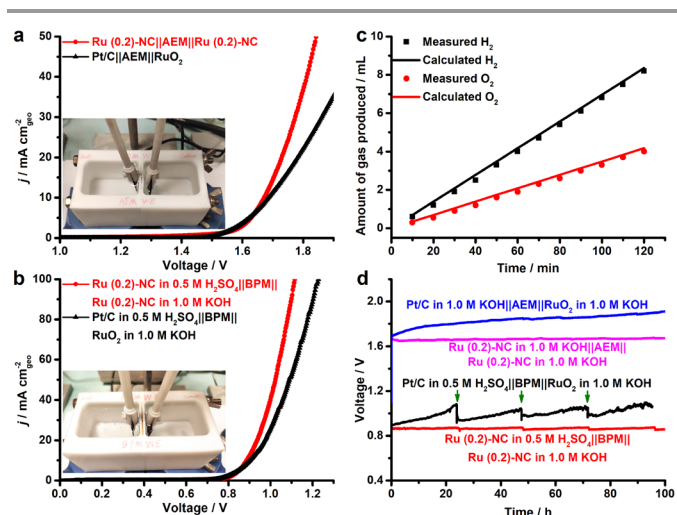 a
50
40
30
20
10
0
j / mA cm⁻²geo
Ru (0.2)-NC||AEM||Ru (0.2)-NC
Pt/C||AEM||RuO₂
1.0 1.2 1.4 1.6 1.8
Voltage / V
b
100
80
60
40
20
0
j / mA cm⁻²geo
Ru (0.2)-NC in 0.5 M H₂SO₄||BPM||
Ru (0.2)-NC in 1.0 M KOH
Pt/C in 0.5 M H₂SO₄||BPM||
RuO₂ in 1.0 M KOH
0.0 0.2 0.4 0.6 0.8 1.0 1.2
Voltage / V
c
10
8
6
4
2
0
Amount of gas produced / mL
Measured H₂
Calculated H₂
Measured O₂
Calculated O₂
0 20 40 60 80 100 120 140
Time / min
d
2.0
1.6
1.2
0.8
0.4
Voltage / V
Pt/C in 1.0 M KOH||AEM||RuO₂ in 1.0 M KOH
Ru (0.2)-NC in 1.0 M KOH||AEM||
Ru (0.2)-NC in 1.0 M KOH
Pt/C in 0.5 M H₂SO₄||BPM||RuO₂ in 1.0 M KOH
Ru (0.2)-NC in 0.5 M H₂SO₄||BPM||
Ru (0.2)-NC in 1.0 M KOH
0 20 40 60 80 100
Time / h